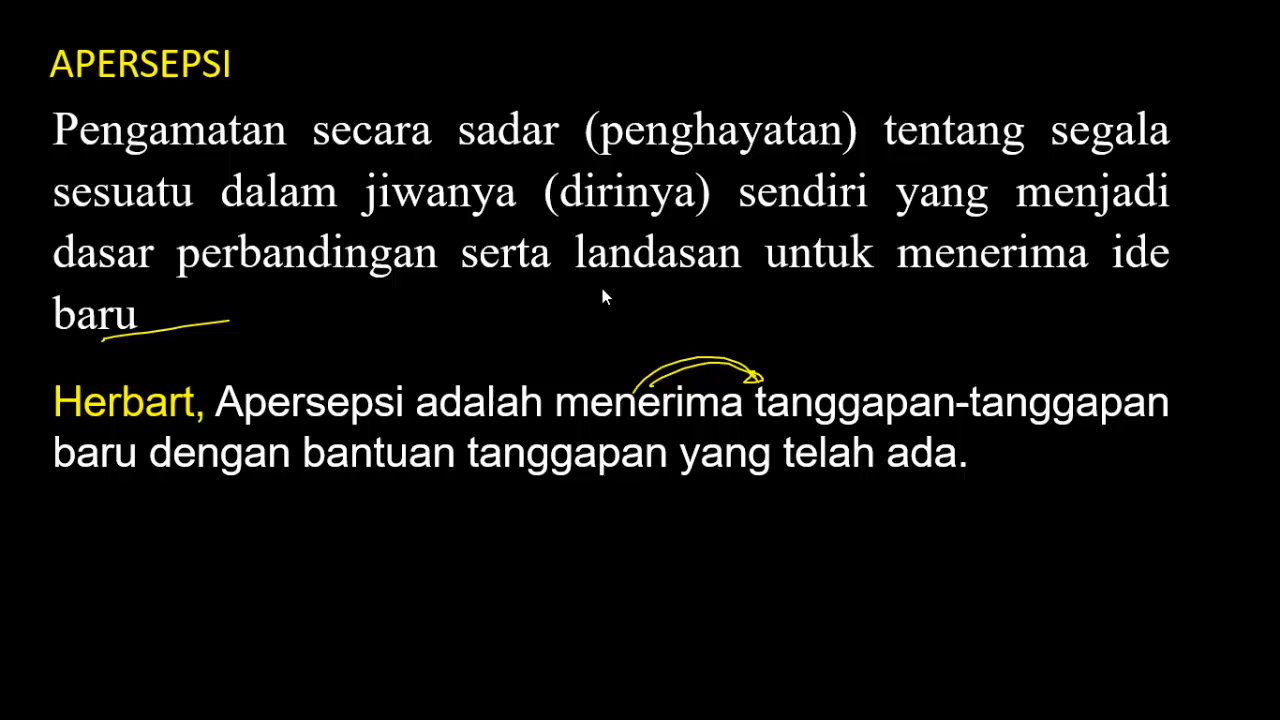 APERSEPSI
Pengamatan secara sadar (penghayatan) tentang segala
sesuatu dalam jiwanya (dirinya) sendiri yang menjadi
dasar perbandingan serta landasan untuk menerima ide
baru
Herbart, Apersepsi adalah menerima tanggapan-tanggapan
baru dengan bantuan tanggapan yang telah ada.